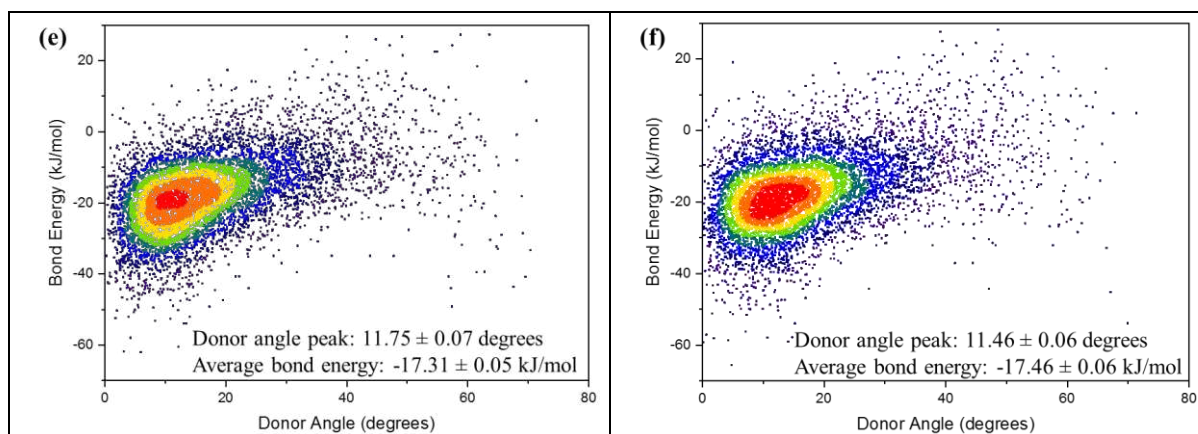 (e)
20
0
-20
-40
-60
Bond Energy (kJ/mol)
Donor angle peak: 11.75 ± 0.07 degrees
Average bond energy: -17.31 ± 0.05 kJ/mol
0 20 40 60 80
Donor Angle (degrees)
(f)
20
0
-20
-40
-60
Bond Energy (kJ/mol)
Donor angle peak: 11.46 ± 0.06 degrees
Average bond energy: -17.46 ± 0.06 kJ/mol
0 20 40 60 80
Donor Angle (degrees)